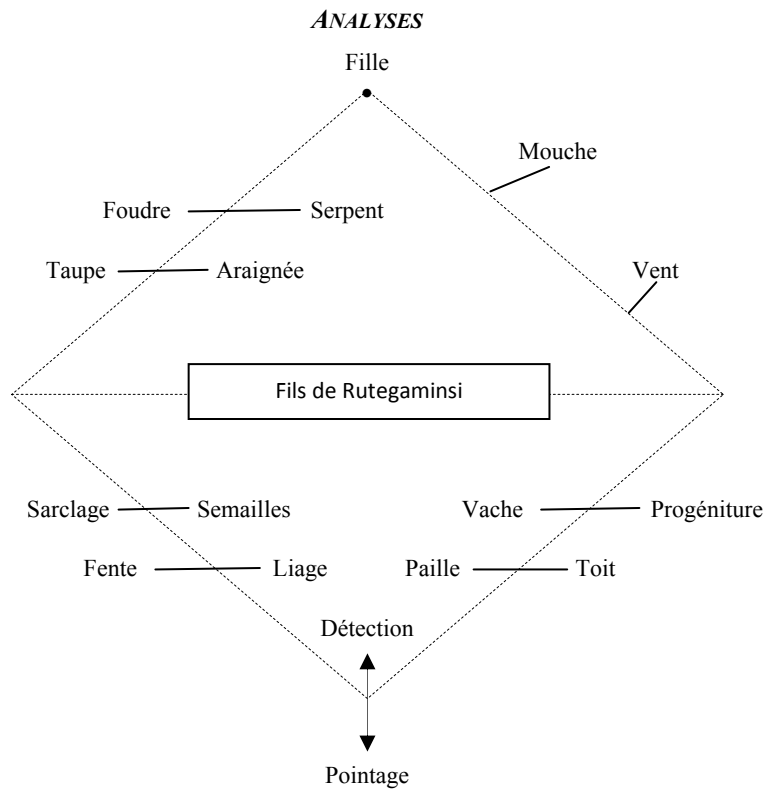 ANALYSES
Fille
Mouche
Foudre Serpent
Taupe Araignée
Vent
Fils de Rutegaminsi
Sarclage Semailles
Vache Progéniture
Fente Liage
Paille Toit
Détection
Pointage